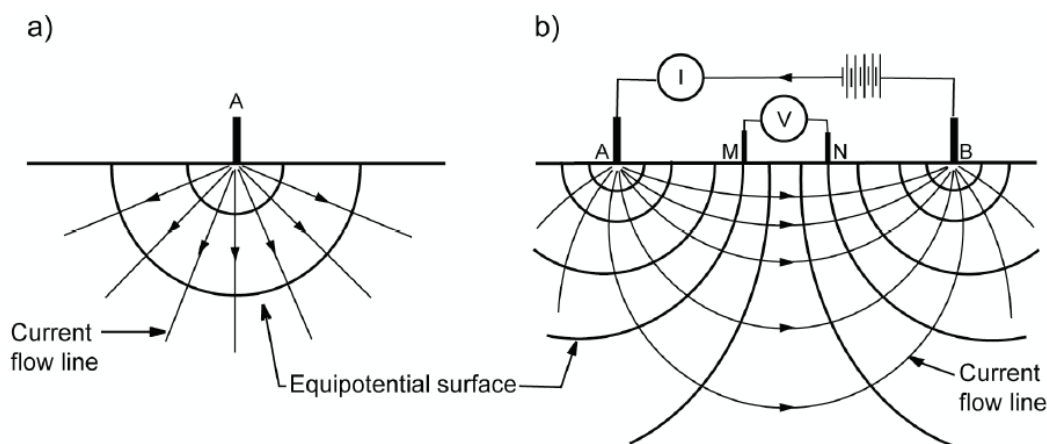 a)
A
Current
flow line
Equipotential surface
b)
I
V
A
M
N
B
Current
flow line